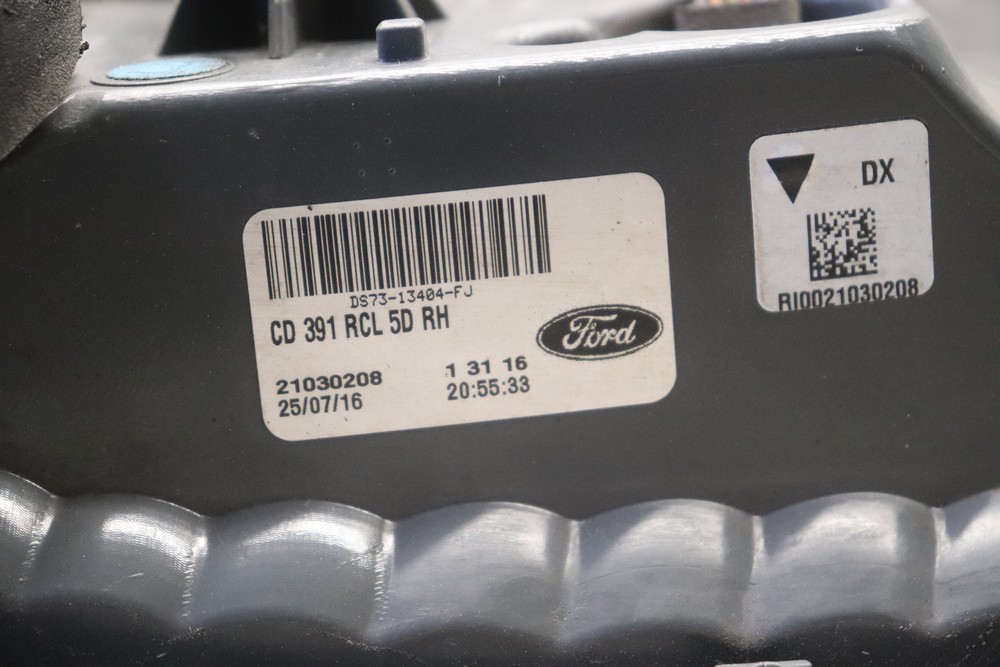 DS73-13404-FJ
CD 391 RCL 5D RH
Ford
21030208
1 31 16
25/07/16
20:55:33
DX
RI0021030208